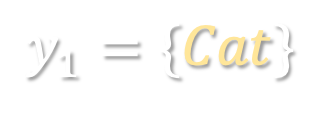 y₁ = {Cat}